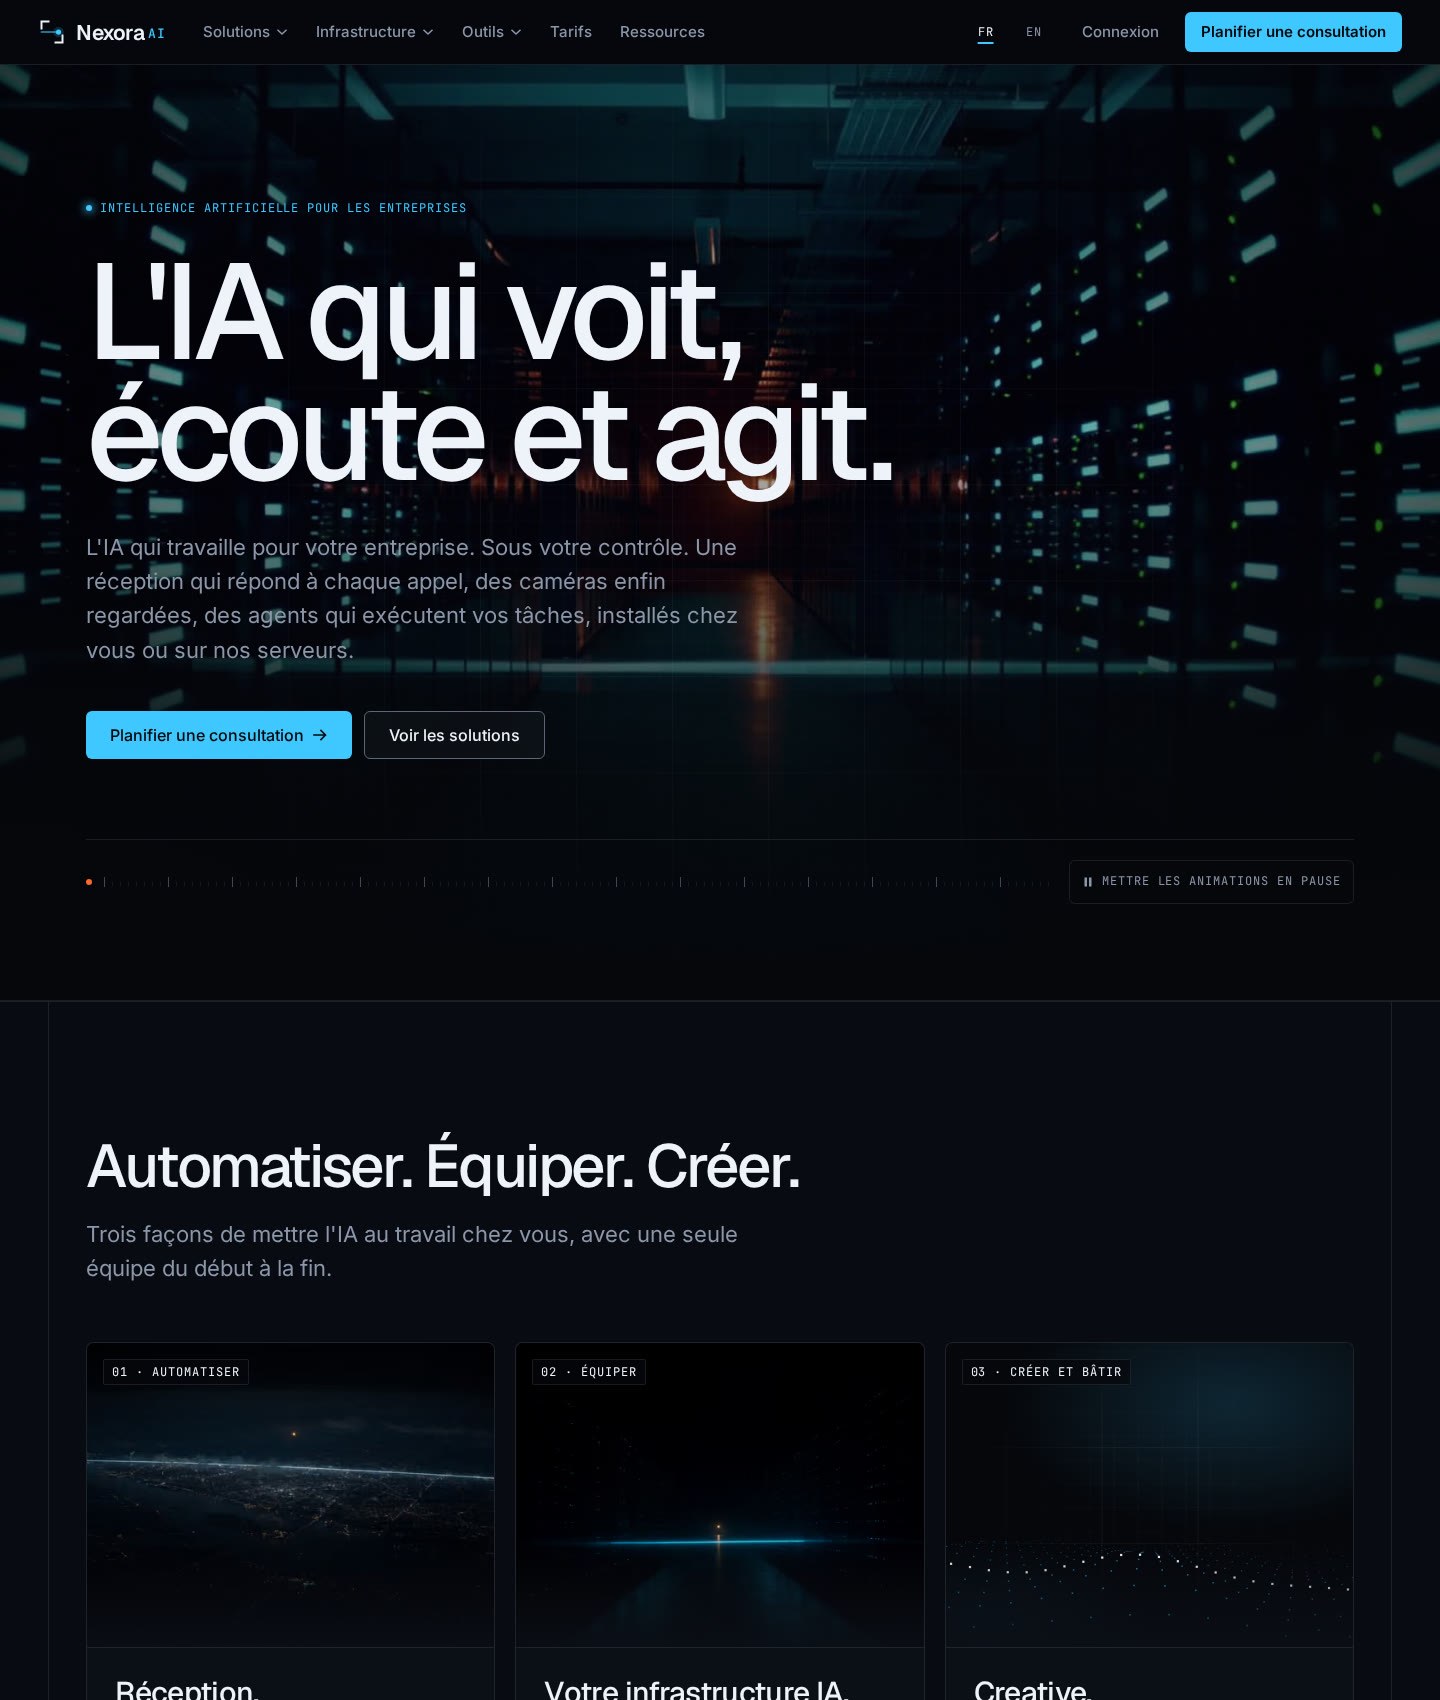 Nexora AI
Solutions
Infrastructure
Outils
Tarifs
Ressources
FR
EN
Connexion
Planifier une consultation
INTELLIGENCE ARTIFICIELLE POUR LES ENTREPRISES
L'IA qui voit,
écoute et agit.
L'IA qui travaille pour votre entreprise. Sous votre contrôle. Une
réception qui répond à chaque appel, des caméras enfin
regardées, des agents qui exécutent vos tâches, installés chez
vous ou sur nos serveurs.
Planifier une consultation
Voir les solutions
METTRE LES ANIMATIONS EN PAUSE
Automatiser. Équiper. Créer.
Trois façons de mettre l'IA au travail chez vous, avec une seule
équipe du début à la fin.
01 · AUTOMATISER
02 · ÉQUIPER
03 · CRÉER ET BÂTIR
Réception.
Votre infrastructure IA.
Creative.